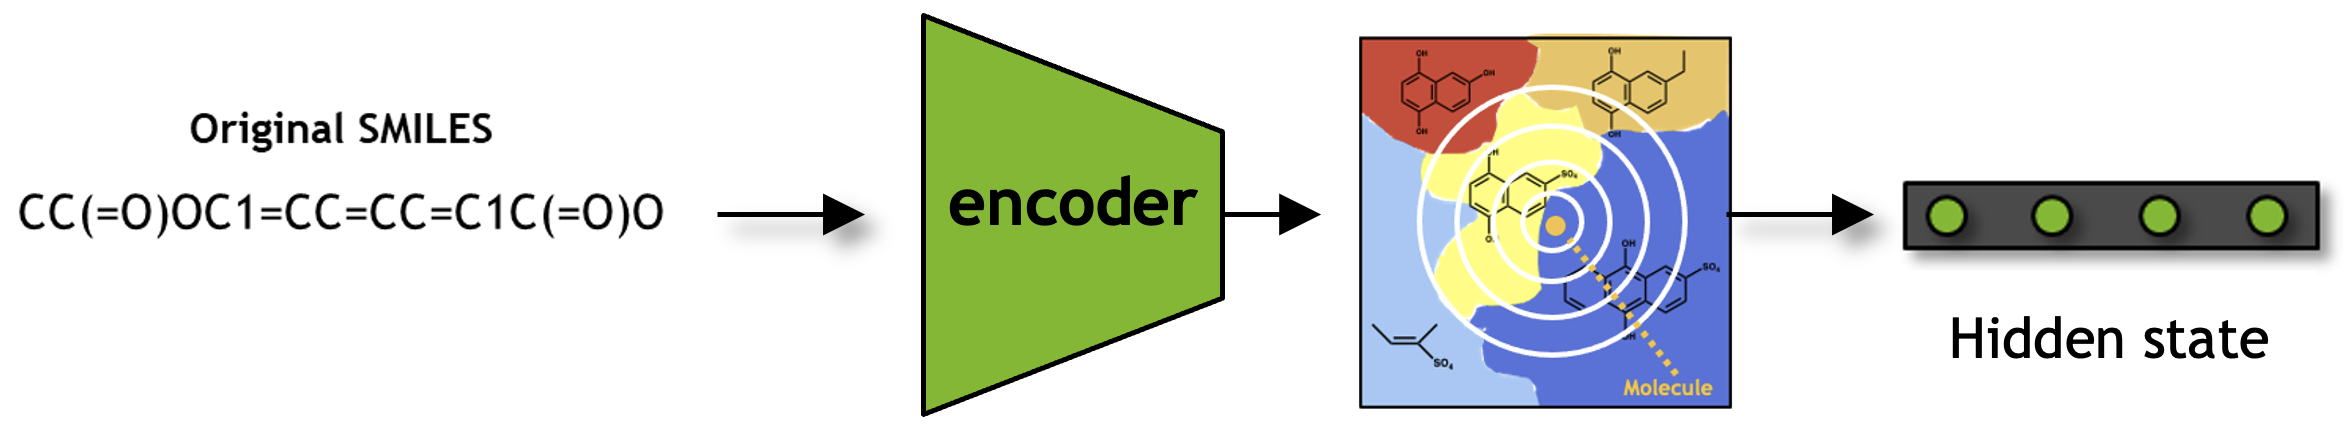 Original SMILES
CC(=O)OC1=CC=CC=C1C(=O)O
encoder
OH
OH
OH
OH
OH
OH
SO₄
OH
SO₄
OH
SO₄
Molecule
Hidden state